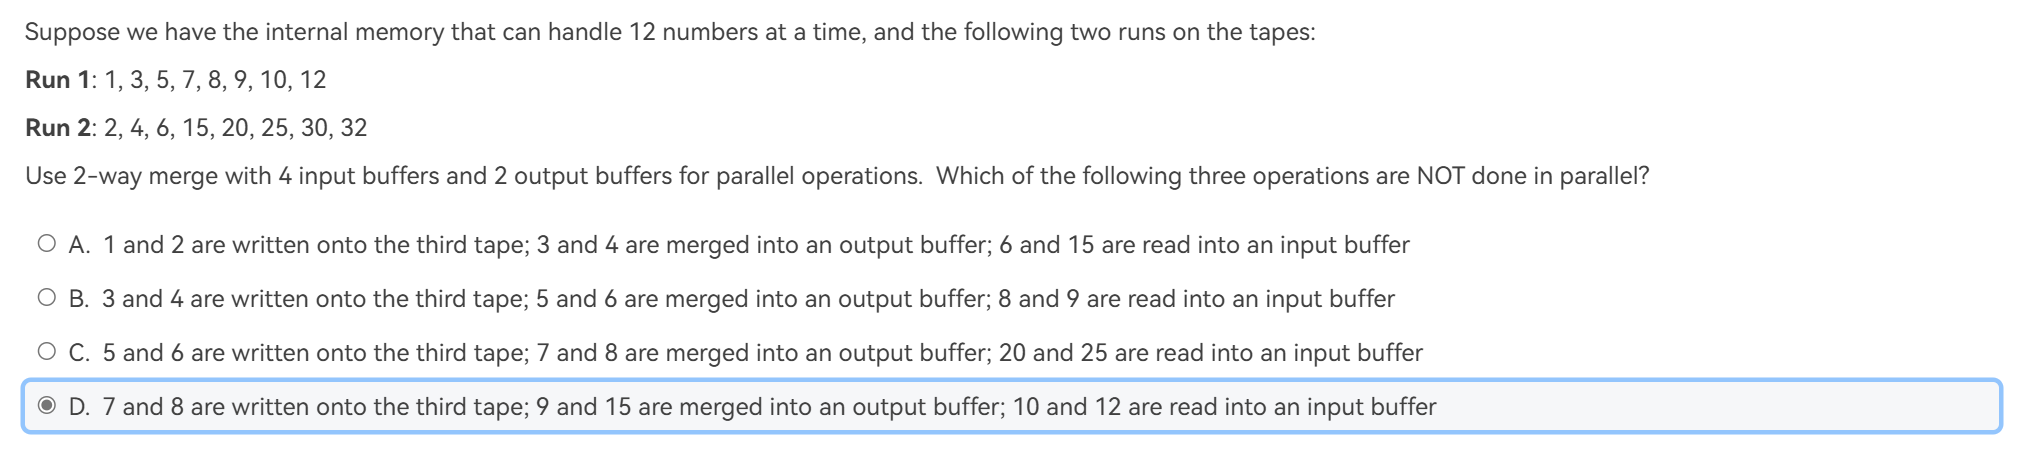 Suppose we have the internal memory that can handle 12 numbers at a time, and the following two runs on the tapes:
Run 1: 1, 3, 5, 7, 8, 9, 10, 12
Run 2: 2, 4, 6, 15, 20, 25, 30, 32
Use 2-way merge with 4 input buffers and 2 output buffers for parallel operations.  Which of the following three operations are NOT done in parallel?
A. 1 and 2 are written onto the third tape; 3 and 4 are merged into an output buffer; 6 and 15 are read into an input buffer
B. 3 and 4 are written onto the third tape; 5 and 6 are merged into an output buffer; 8 and 9 are read into an input buffer
C. 5 and 6 are written onto the third tape; 7 and 8 are merged into an output buffer; 20 and 25 are read into an input buffer
D. 7 and 8 are written onto the third tape; 9 and 15 are merged into an output buffer; 10 and 12 are read into an input buffer